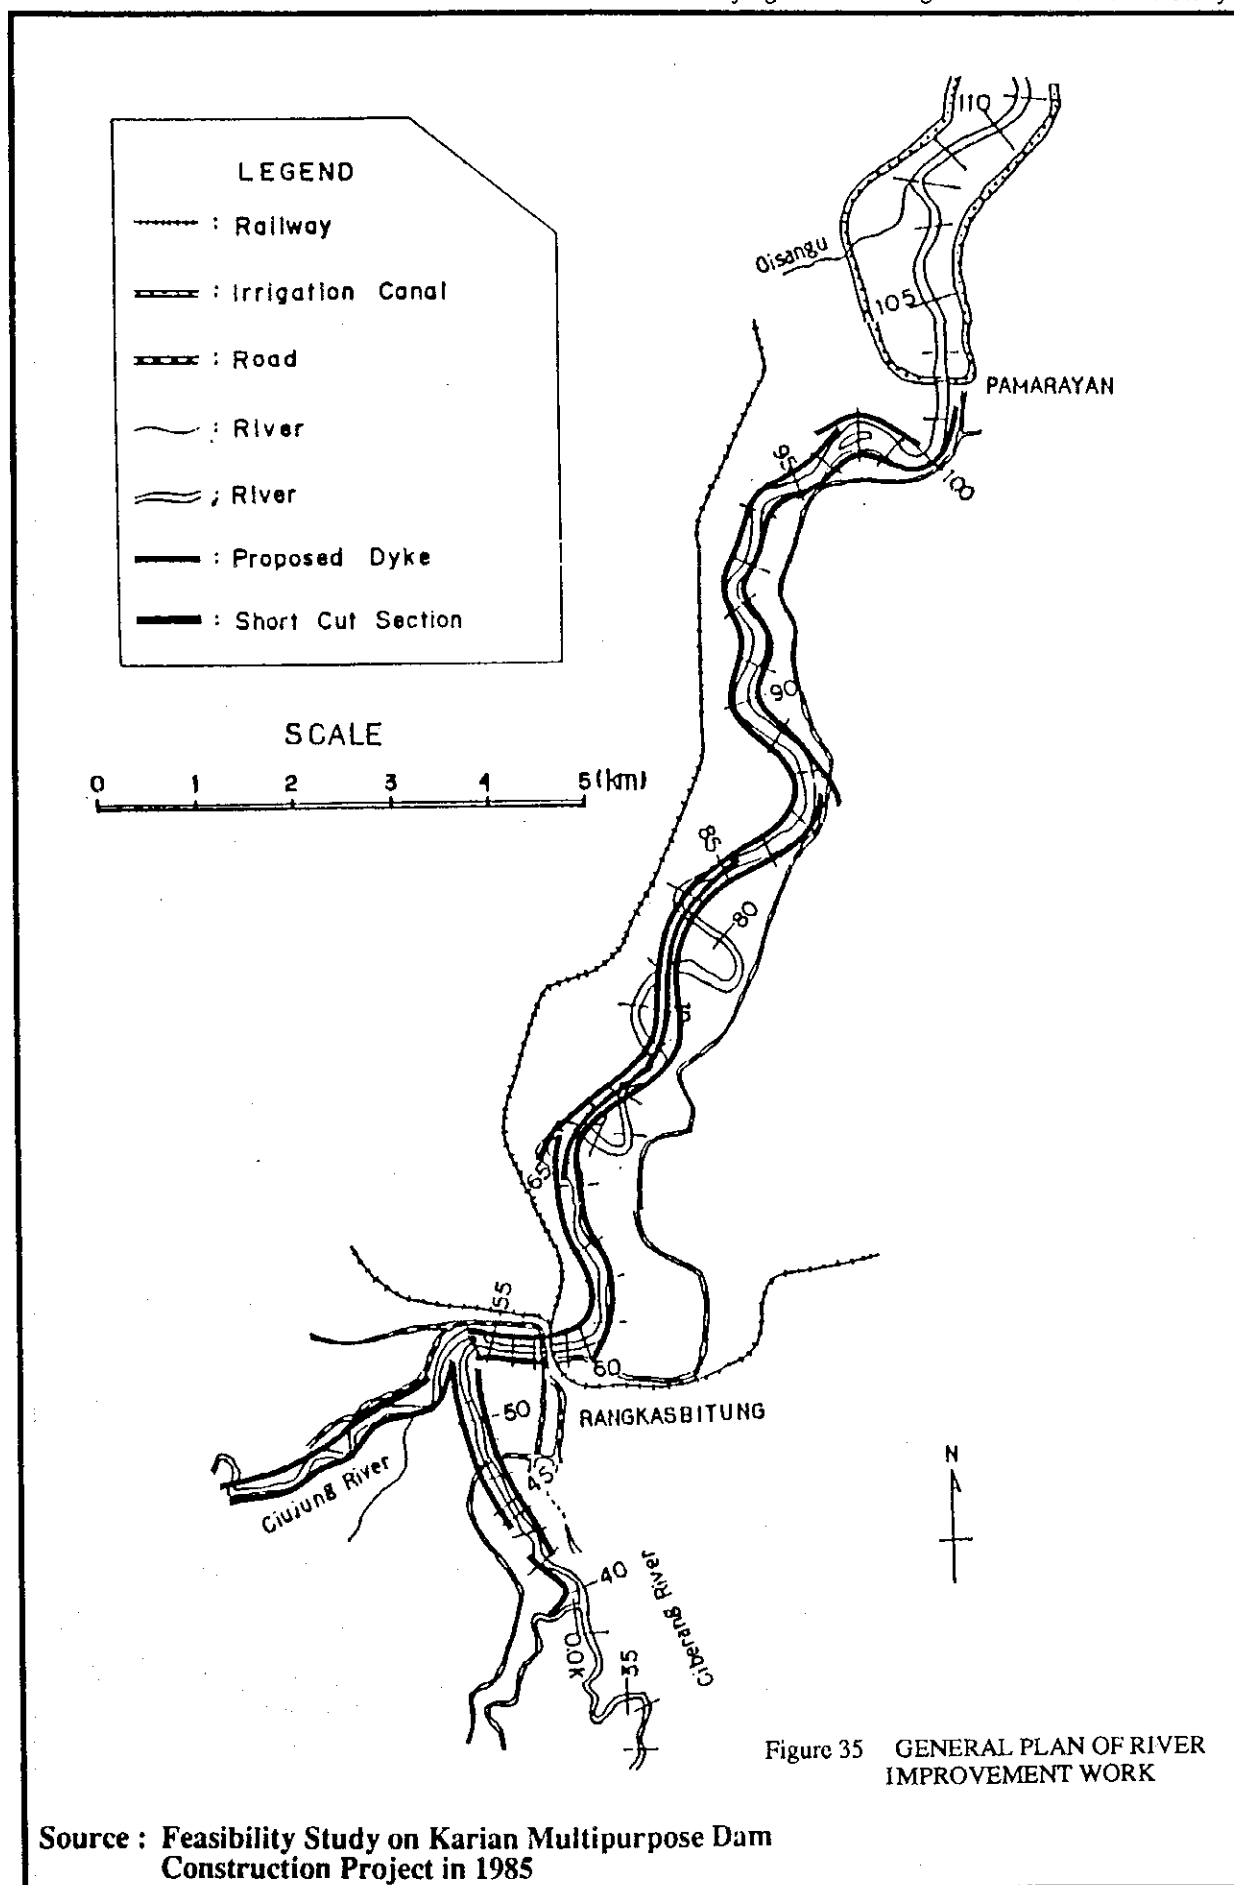 LEGEND
: Railway
: Irrigation Canal
: Road
: River
: River
: Proposed Dyke
: Short Cut Section
SCALE
0 1 2 3 4 5 (km)
110
Oisangu
105
PAMARAYAN
95
100
90
85
80
75
65
55
60
50
RANGKASBITUNG
45
Ciujung River
N
40
Ciberang River
0.0K
35
Figure 35 GENERAL PLAN OF RIVER
IMPROVEMENT WORK
Source : Feasibility Study on Karian Multipurpose Dam
Construction Project in 1985